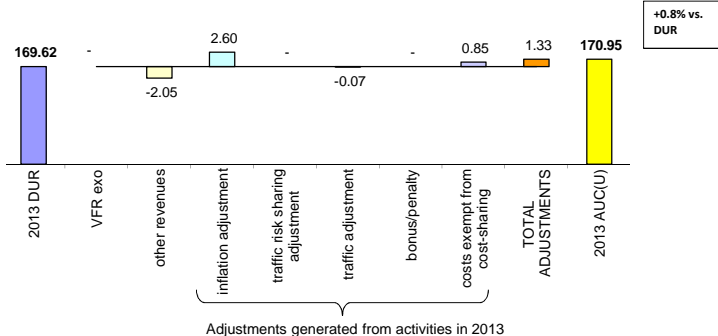 +0.8% vs.
DUR
169.62
-
-2.05
2.60
-
-0.07
-
0.85
1.33
170.95
2013 DUR
VFR exo
other revenues
inflation adjustment
traffic risk sharing
adjustment
traffic adjustment
bonus/penalty
costs exempt from
cost-sharing
TOTAL
ADJUSTMENTS
2013 AUC(U)
Adjustments generated from activities in 2013